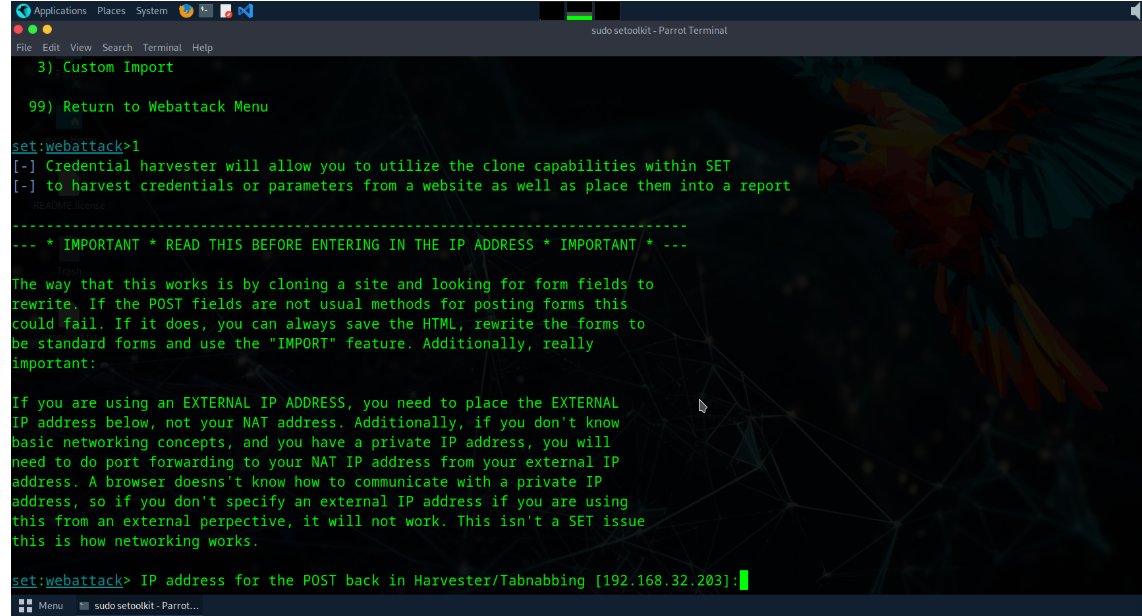 Applications Places System
sudo setoolkit - Parrot Terminal
File Edit View Search Terminal Help
3) Custom Import
99) Return to Webattack Menu
set:webattack>1
[-] Credential harvester will allow you to utilize the clone capabilities within SET
[-] to harvest credentials or parameters from a website as well as place them into a report
README.license
-------------------------------------------------------------------------------
--- * IMPORTANT * READ THIS BEFORE ENTERING IN THE IP ADDRESS * IMPORTANT * ---
Trash
The way that this works is by cloning a site and looking for form fields to
rewrite. If the POST fields are not usual methods for posting forms this
could fail. If it does, you can always save the HTML, rewrite the forms to
be standard forms and use the "IMPORT" feature. Additionally, really
important:
If you are using an EXTERNAL IP ADDRESS, you need to place the EXTERNAL
IP address below, not your NAT address. Additionally, if you don't know
basic networking concepts, and you have a private IP address, you will
need to do port forwarding to your NAT IP address from your external IP
address. A browser doesns't know how to communicate with a private IP
address, so if you don't specify an external IP address if you are using
this from an external perpective, it will not work. This isn't a SET issue
this is how networking works.
set:webattack> IP address for the POST back in Harvester/Tabnabbing [192.168.32.203]:
Menu sudo setoolkit - Parrot...